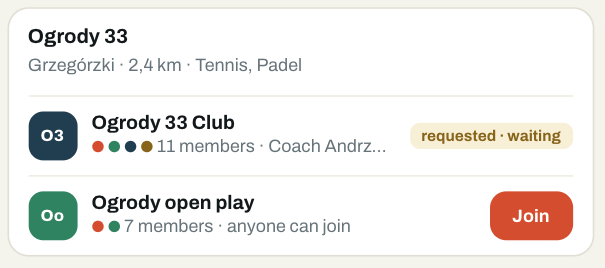 Ogrody 33
Grzegórzki · 2,4 km · Tennis, Padel
O3
Ogrody 33 Club
11 members · Coach Andrz...
requested · waiting
Oo
Ogrody open play
7 members · anyone can join
Join